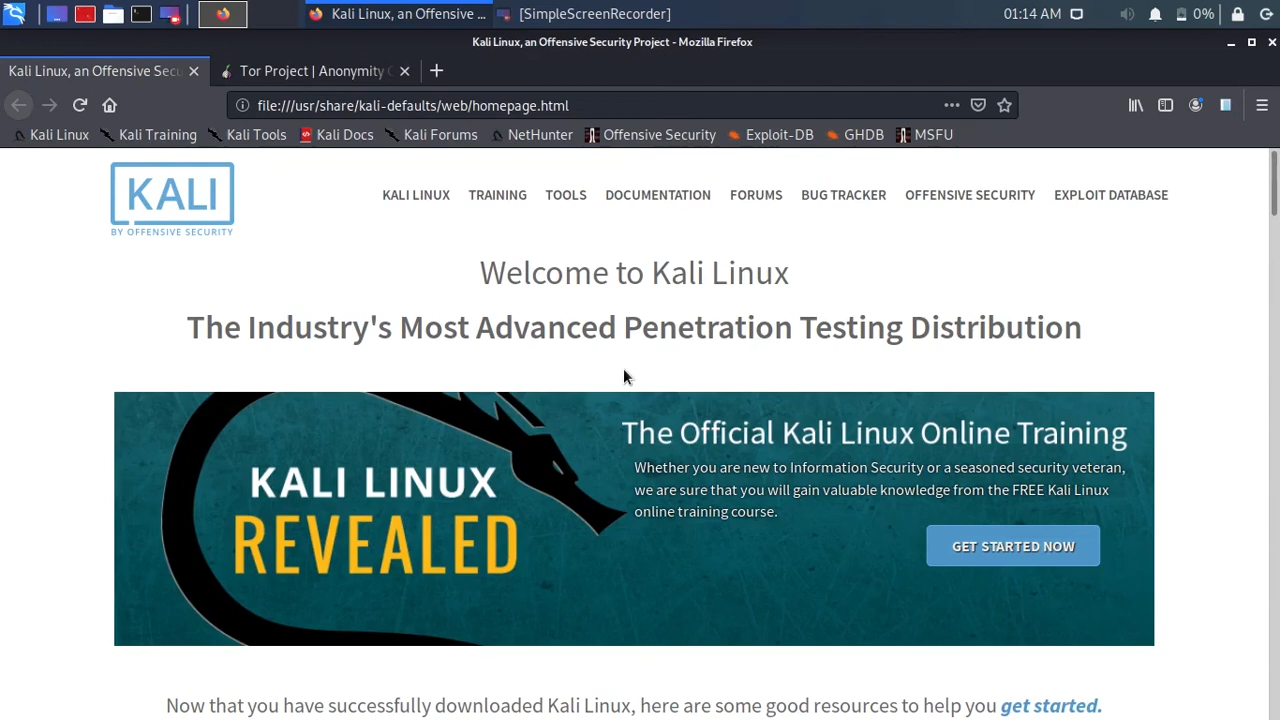 Kali Linux, an Offensive ...
[SimpleScreenRecorder]
01:14 AM
0%
Kali Linux, an Offensive Security Project - Mozilla Firefox
Kali Linux, an Offensive Secu
Tor Project | Anonymity O
file:///usr/share/kali-defaults/web/homepage.html
Kali Linux Kali Training Kali Tools Kali Docs Kali Forums NetHunter Offensive Security Exploit-DB GHDB MSFU
KALI
BY OFFENSIVE SECURITY
KALI LINUX TRAINING TOOLS DOCUMENTATION FORUMS BUG TRACKER OFFENSIVE SECURITY EXPLOIT DATABASE
Welcome to Kali Linux
The Industry's Most Advanced Penetration Testing Distribution
KALI LINUX
REVEALED
The Official Kali Linux Online Training
Whether you are new to Information Security or a seasoned security veteran,
we are sure that you will gain valuable knowledge from the FREE Kali Linux
online training course.
GET STARTED NOW
Now that you have successfully downloaded Kali Linux, here are some good resources to help you get started.